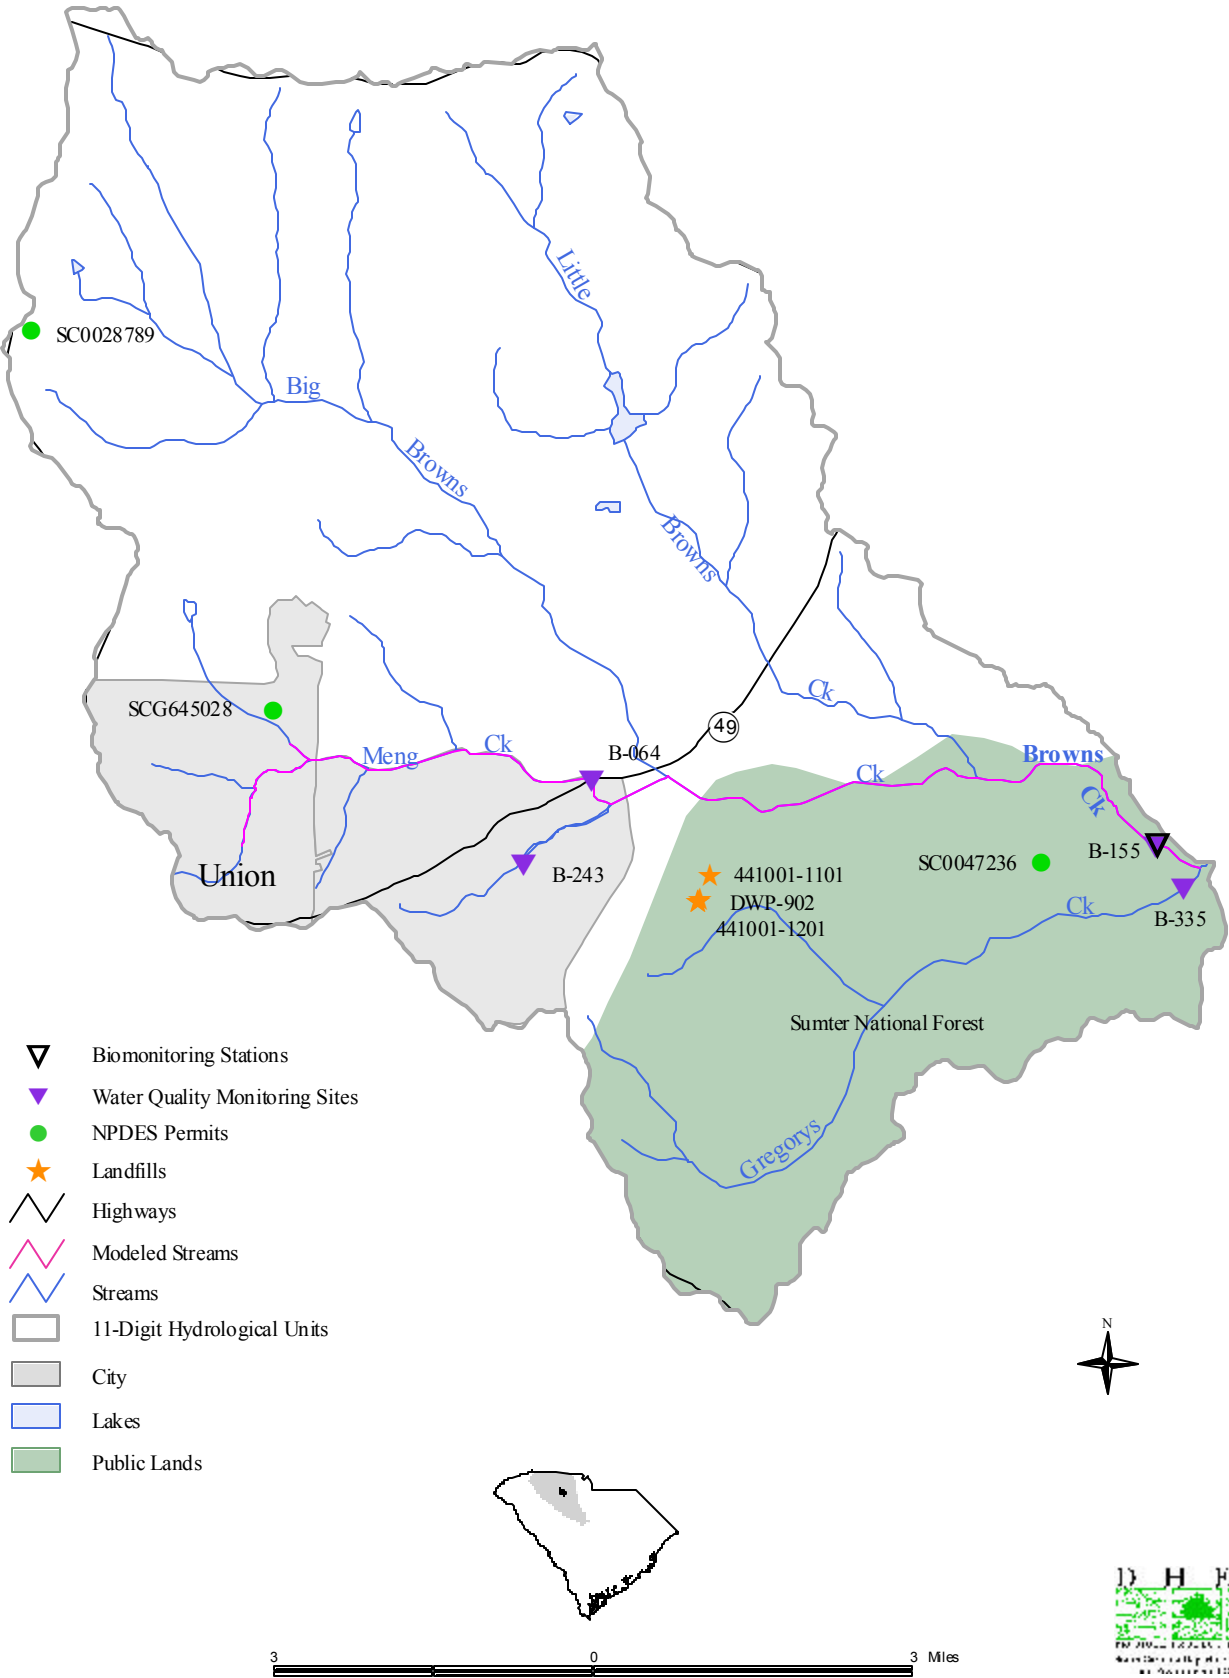 Little
SC0028789
Big
Browns
Browns
Ck
SCG645028
49
Meng
Ck
B-064
Browns
Ck
Ck
B-155
SC0047236
Union
B-243
441001-1101
DWP-902
441001-1201
Ck
B-335
Sumter National Forest
Gregorys
Biomonitoring Stations
Water Quality Monitoring Sites
NPDES Permits
Landfills
Highways
Modeled Streams
Streams
11-Digit Hydrological Units
City
Lakes
Public Lands
N
D H E
3 0 3 Miles